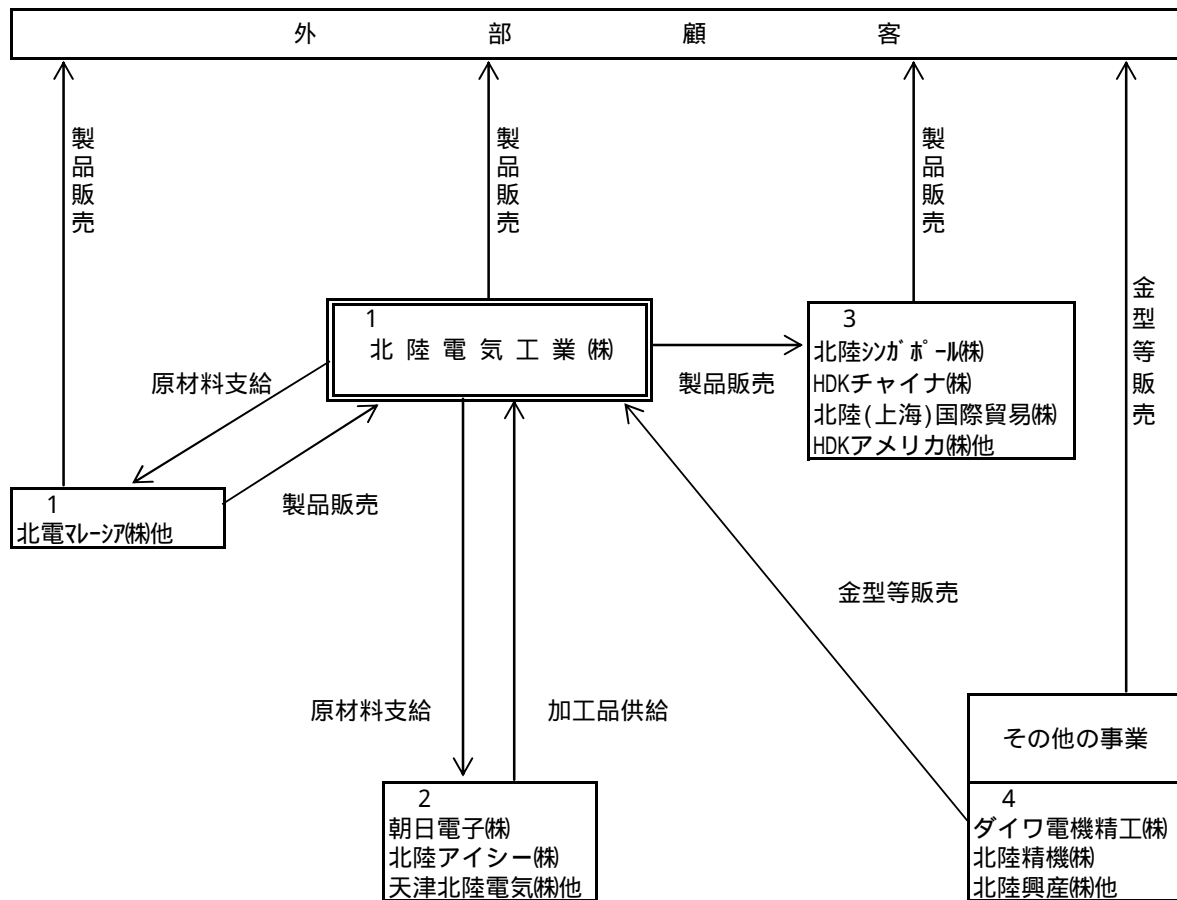 外部顧客
製品販売
製品販売
製品販売
金型等販売
1
北陸電気工業㈱
3
北陸ｼﾝｶﾞﾎﾟｰﾙ㈱
HDKチャイナ㈱
北陸(上海)国際貿易㈱
HDKアメリカ㈱他
原材料支給
製品販売
1
北電ﾏﾚｰｼｱ㈱他
製品販売
金型等販売
原材料支給
加工品供給
その他の事業
2
朝日電子㈱
北陸アイシー㈱
天津北陸電気㈱他
4
ダイワ電機精工㈱
北陸精機㈱
北陸興産㈱他